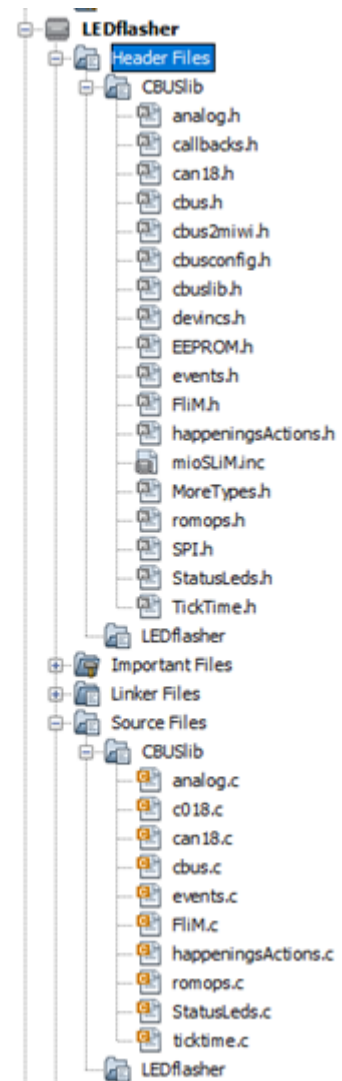 LEDflasher
Header Files
CBUSlib
analog.h
callbacks.h
can18.h
cbus.h
cbus2miwi.h
cbusconfig.h
cbuslib.h
devincs.h
EEPROM.h
events.h
FliM.h
happeningsActions.h
mioSLiM.inc
MoreTypes.h
romops.h
SPI.h
StatusLeds.h
TickTime.h
LEDflasher
Important Files
Linker Files
Source Files
CBUSlib
analog.c
c018.c
can18.c
cbus.c
events.c
FliM.c
happeningsActions.c
romops.c
StatusLeds.c
ticktime.c
LEDflasher